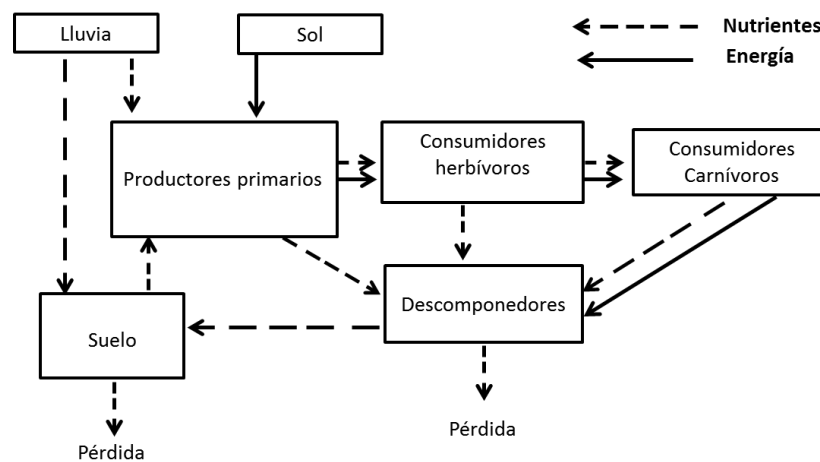 Lluvia
Sol
Nutrientes
Energía
Productores primarios
Consumidores
herbívoros
Consumidores
Carnívoros
Descomponedores
Suelo
Pérdida
Pérdida